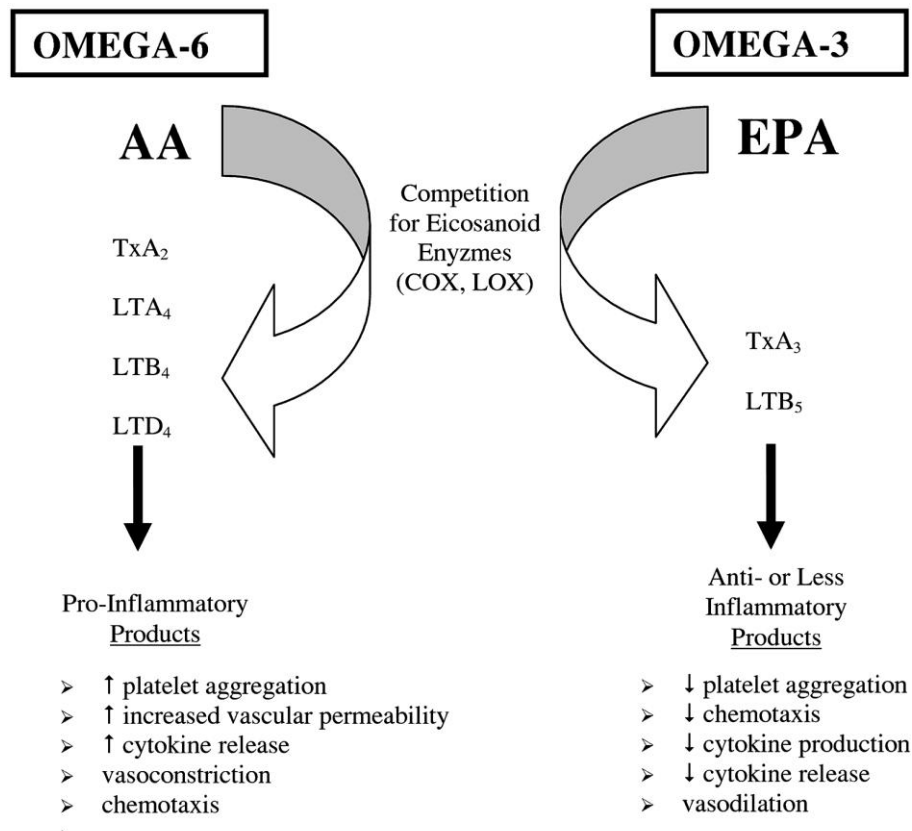 OMEGA-6
AA
TxA₂
LTA₄
LTB₄
LTD₄
Pro-Inflammatory
Products
➢ ↑ platelet aggregation
➢ ↑ increased vascular permeability
➢ ↑ cytokine release
➢ vasoconstriction
➢ chemotaxis
Competition
for Eicosanoid
Enyzmes
(COX, LOX)
OMEGA-3
EPA
TxA₃
LTB₅
Anti- or Less
Inflammatory
Products
➢ ↓ platelet aggregation
➢ ↓ chemotaxis
➢ ↓ cytokine production
➢ ↓ cytokine release
➢ vasodilation